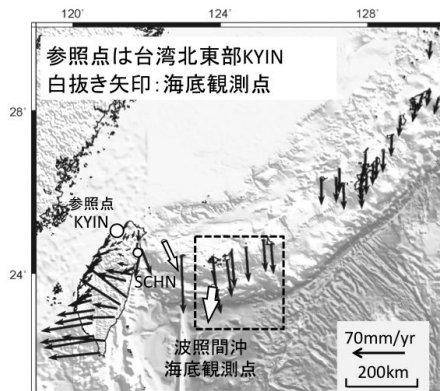 120˚
124˚
128˚
参照点は台湾北東部KYIN
白抜き矢印:海底観測点
28˚
参照点
KYIN
24˚
SCHN
波照間沖
海底観測点
70mm/yr
200km